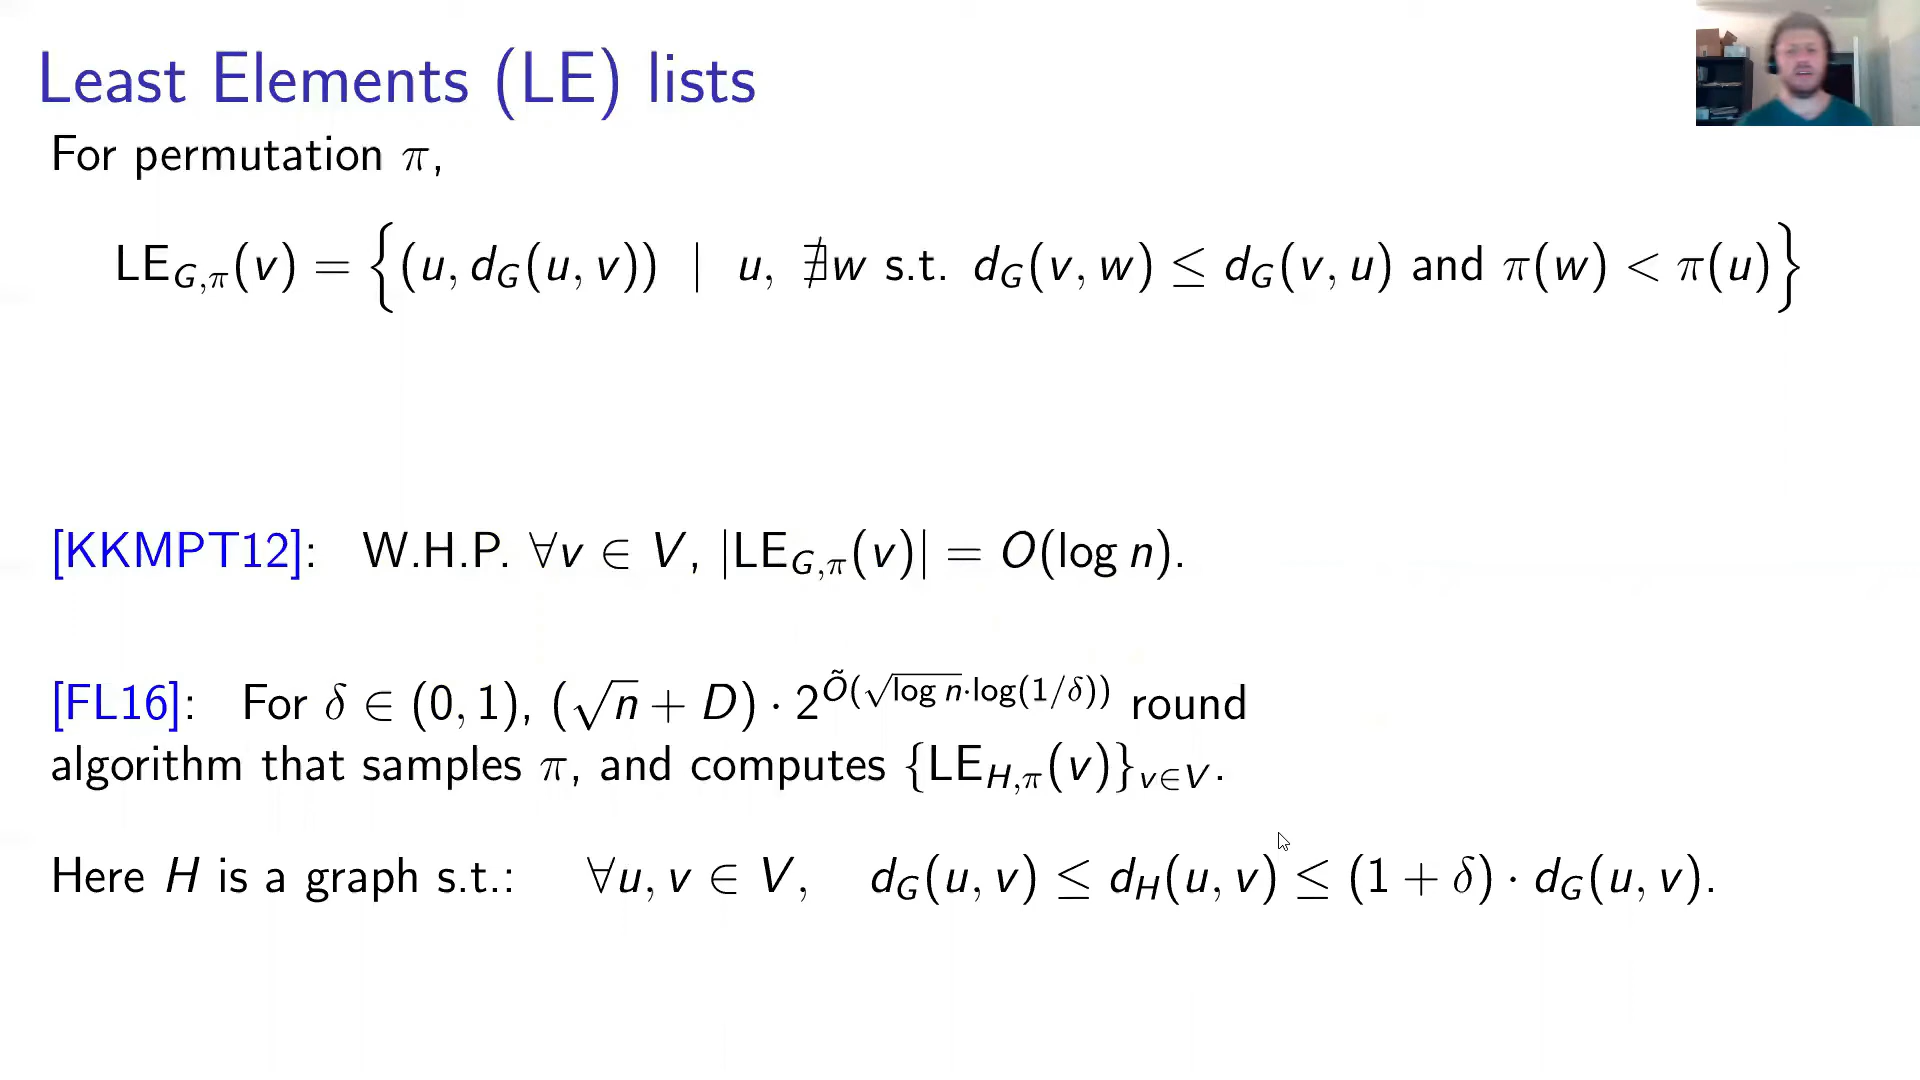 Least Elements (LE) lists
For permutation π,
LE_{G,π}(v) = {(u, d_G(u, v)) | u, ∄w s.t. d_G(v, w) ≤ d_G(v, u) and π(w) < π(u)}
[KKMPT12]: W.H.P. ∀v ∈ V, |LE_{G,π}(v)| = O(log n).
[FL16]: For δ ∈ (0, 1), (√n + D) · 2^{Õ(√log n·log(1/δ))} round
algorithm that samples π, and computes {LE_{H,π}(v)}_{v∈V}.
Here H is a graph s.t.: ∀u, v ∈ V, d_G(u, v) ≤ d_H(u, v) ≤ (1 + δ) · d_G(u, v).